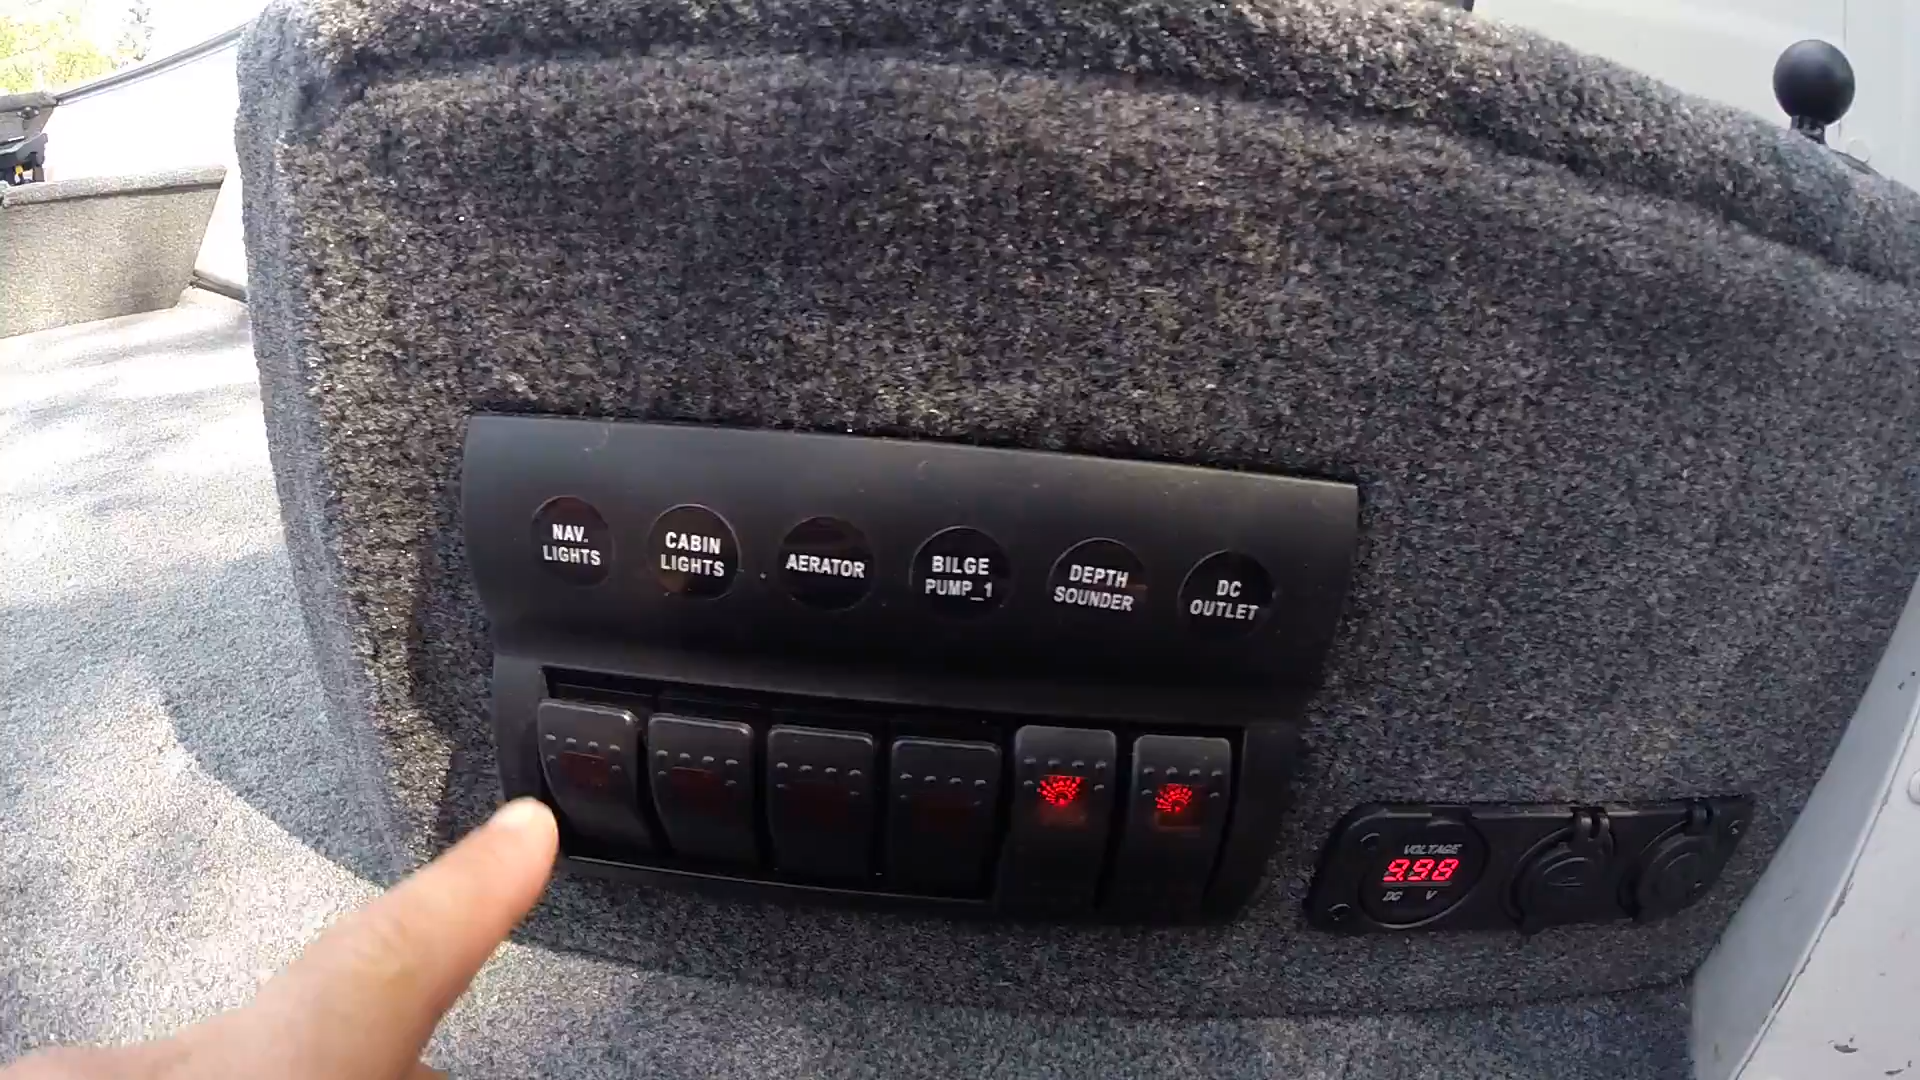 NAV.
LIGHTS
CABIN
LIGHTS
AERATOR
BILGE
PUMP_1
DEPTH
SOUNDER
DC
OUTLET
VOLTAGE
9.98
DC V